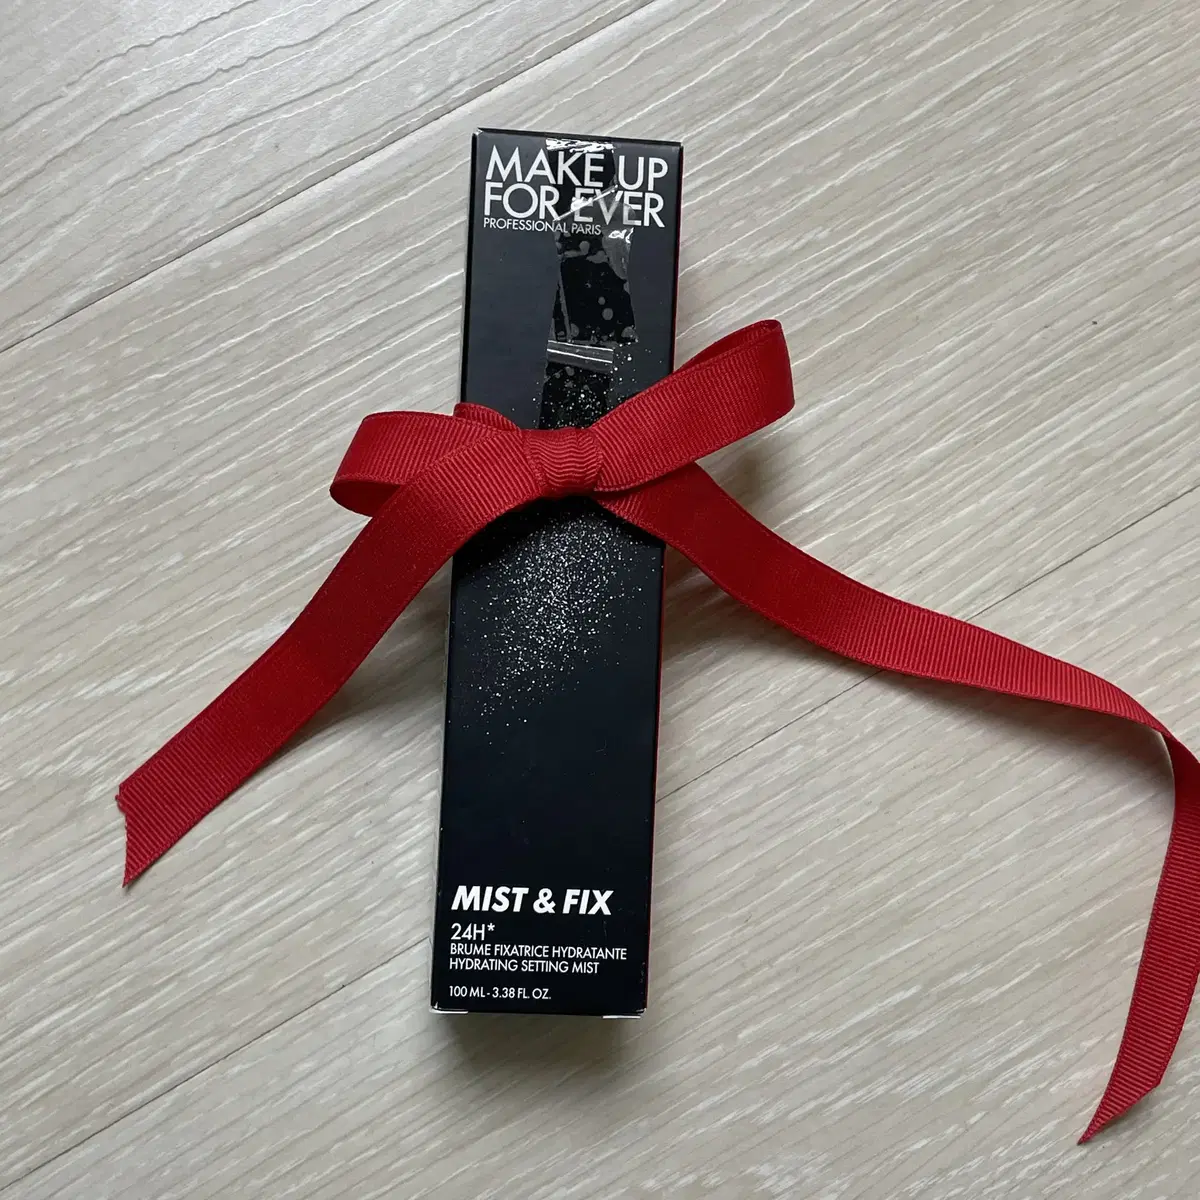 MAKE UP
FOR EVER
PROFESSIONAL PARIS
MIST & FIX
24H*
BRUME FIXATRICE HYDRATANTE
HYDRATING SETTING MIST
100 ML - 3.38 FL. OZ.